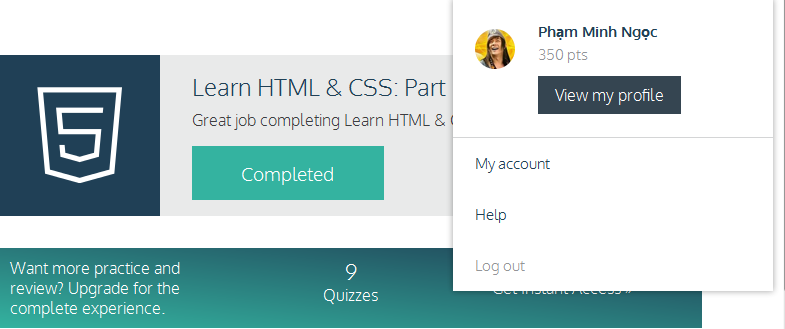 Phạm Minh Ngọc
350 pts
View my profile
My account
Help
Log out
Learn HTML & CSS: Part
Great job completing Learn HTML &
Completed
Want more practice and
review? Upgrade for the
complete experience.
9
Quizzes
Get Instant Access »